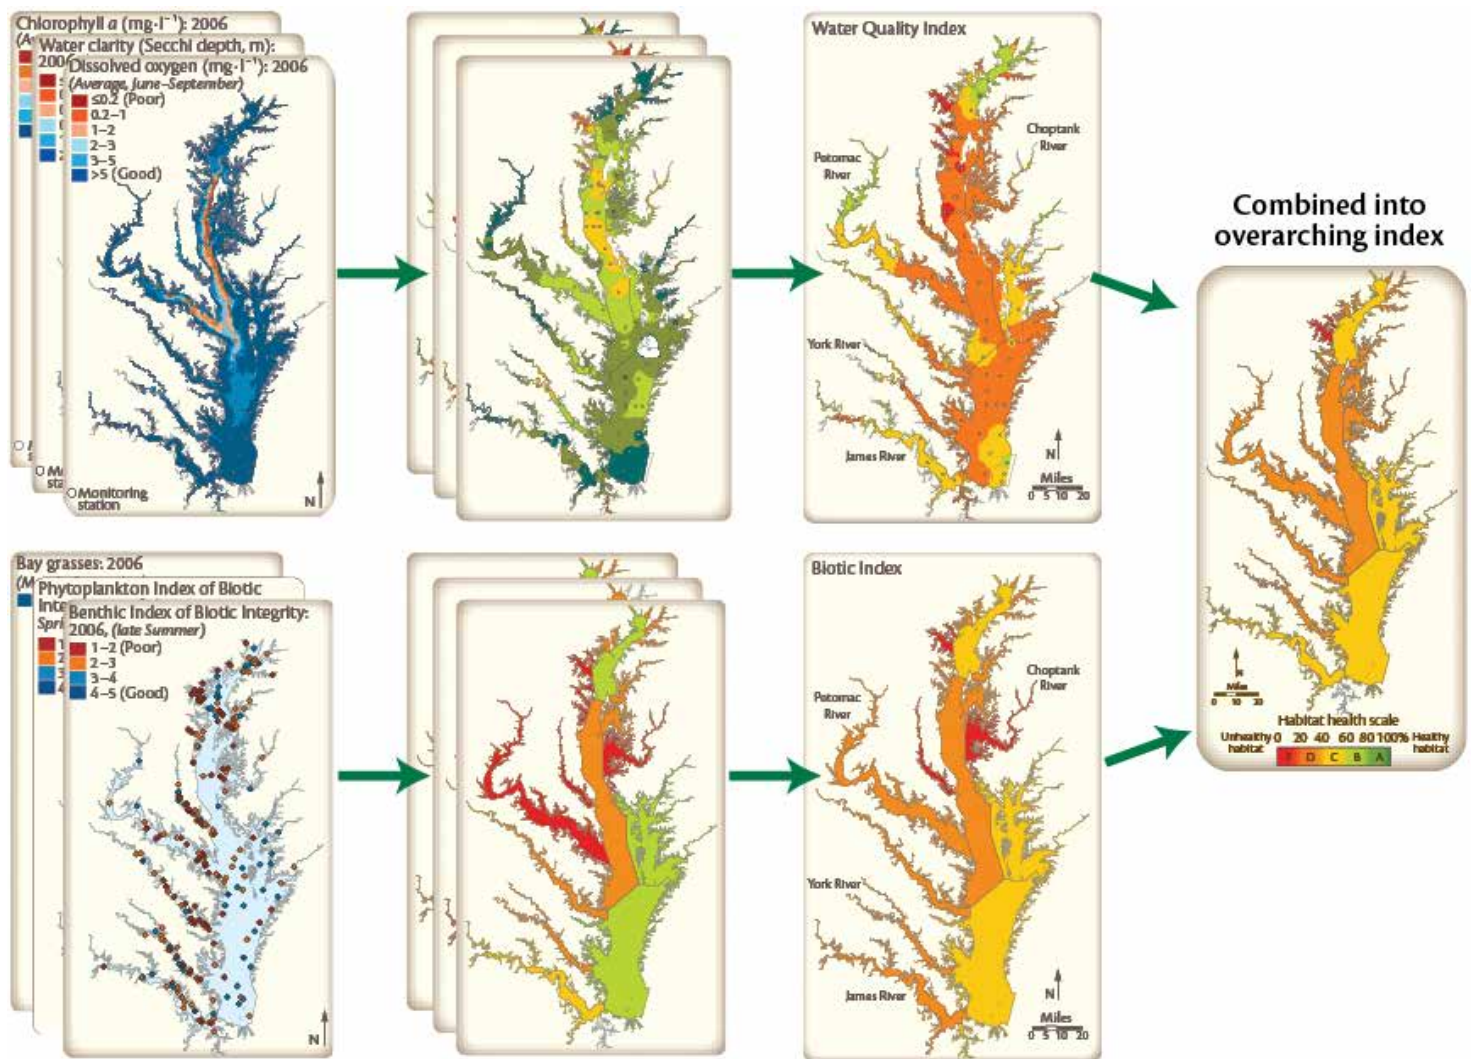 Chlorophyll a (mg·l⁻¹): 2006
Water clarity (Secchi depth, m):
Dissolved oxygen (mg·l⁻¹): 2006
(Average, June–September)
≤0.2 (Poor)
0.2–1
1–2
2–3
3–5
>5 (Good)
Monitoring
station
N
Water Quality Index
Choptank
River
Potomac
River
York River
James River
N
Miles
0 5 10 20
Combined into
overarching index
N
Miles
0 10 20
Habitat health scale
Unhealthy
habitat
0 20 40 60 80 100%
Healthy
habitat
F D C B A
Bay grasses: 2006
Phytoplankton Index of Biotic
Benthic Index of Biotic Integrity:
2006, (late Summer)
1–2 (Poor)
2–3
3–4
4–5 (Good)
N
Biotic Index
Choptank
River
Potomac
River
York River
James River
N
Miles
0 5 10 20